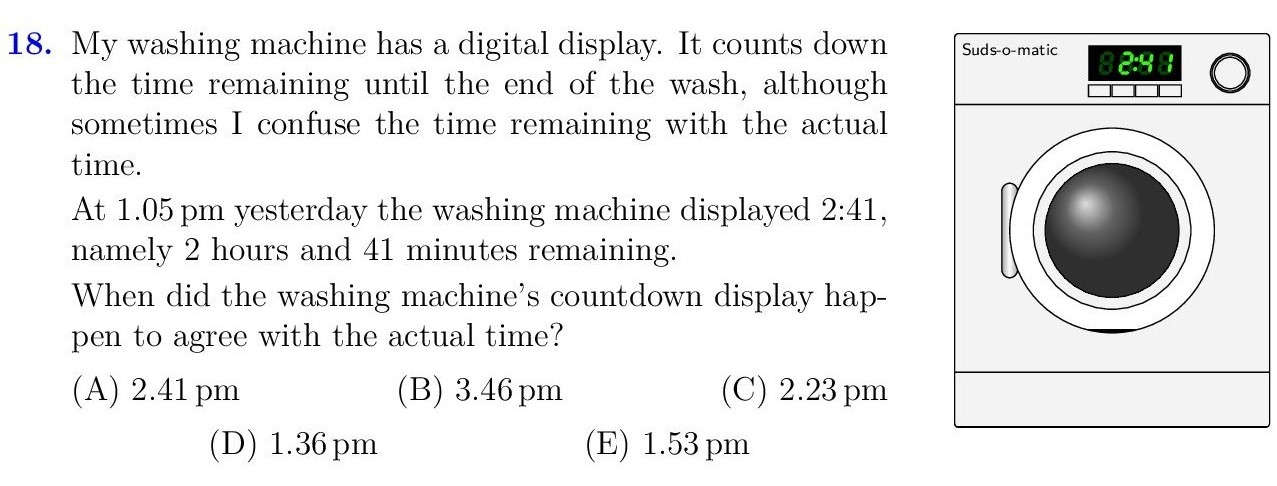 18. My washing machine has a digital display. It counts down
the time remaining until the end of the wash, although
sometimes I confuse the time remaining with the actual
time.
At 1.05 pm yesterday the washing machine displayed 2:41,
namely 2 hours and 41 minutes remaining.
When did the washing machine's countdown display hap-
pen to agree with the actual time?
(A) 2.41 pm (B) 3.46 pm (C) 2.23 pm
(D) 1.36 pm (E) 1.53 pm
Suds-o-matic
2:41